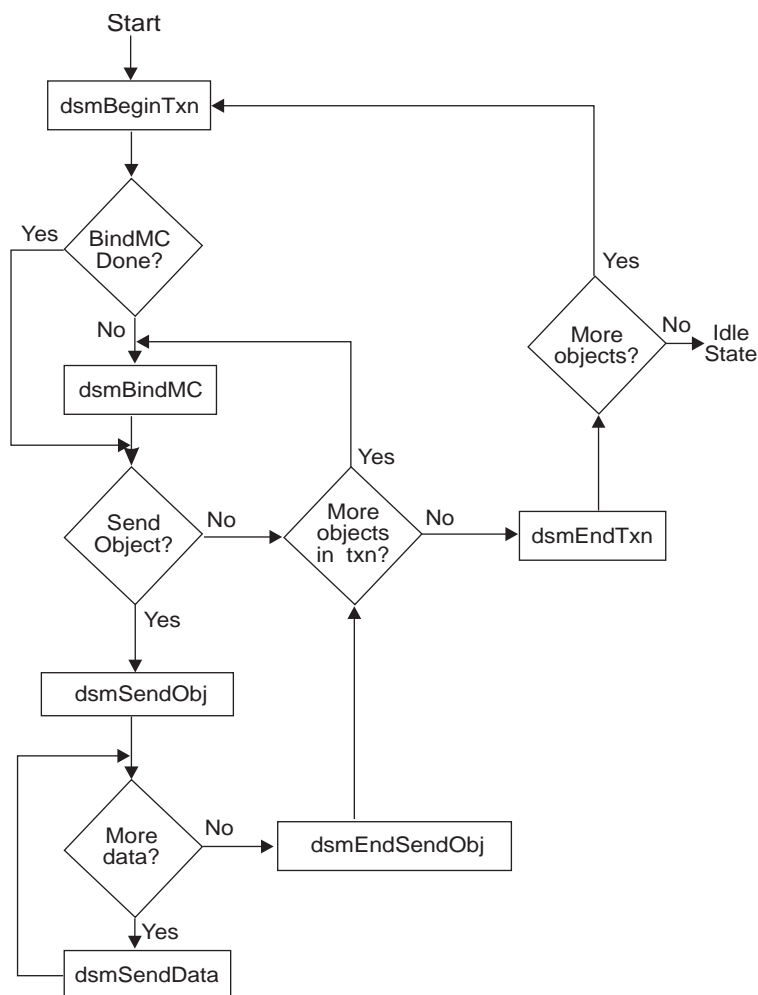 Start
dsmBeginTxn
Yes
BindMC
Done?
No
dsmBindMC
Yes
More
objects?
No
Idle
State
Send
Object?
No
Yes
More
objects
in txn?
No
dsmEndTxn
Yes
dsmSendObj
More
data?
No
dsmEndSendObj
Yes
dsmSendData